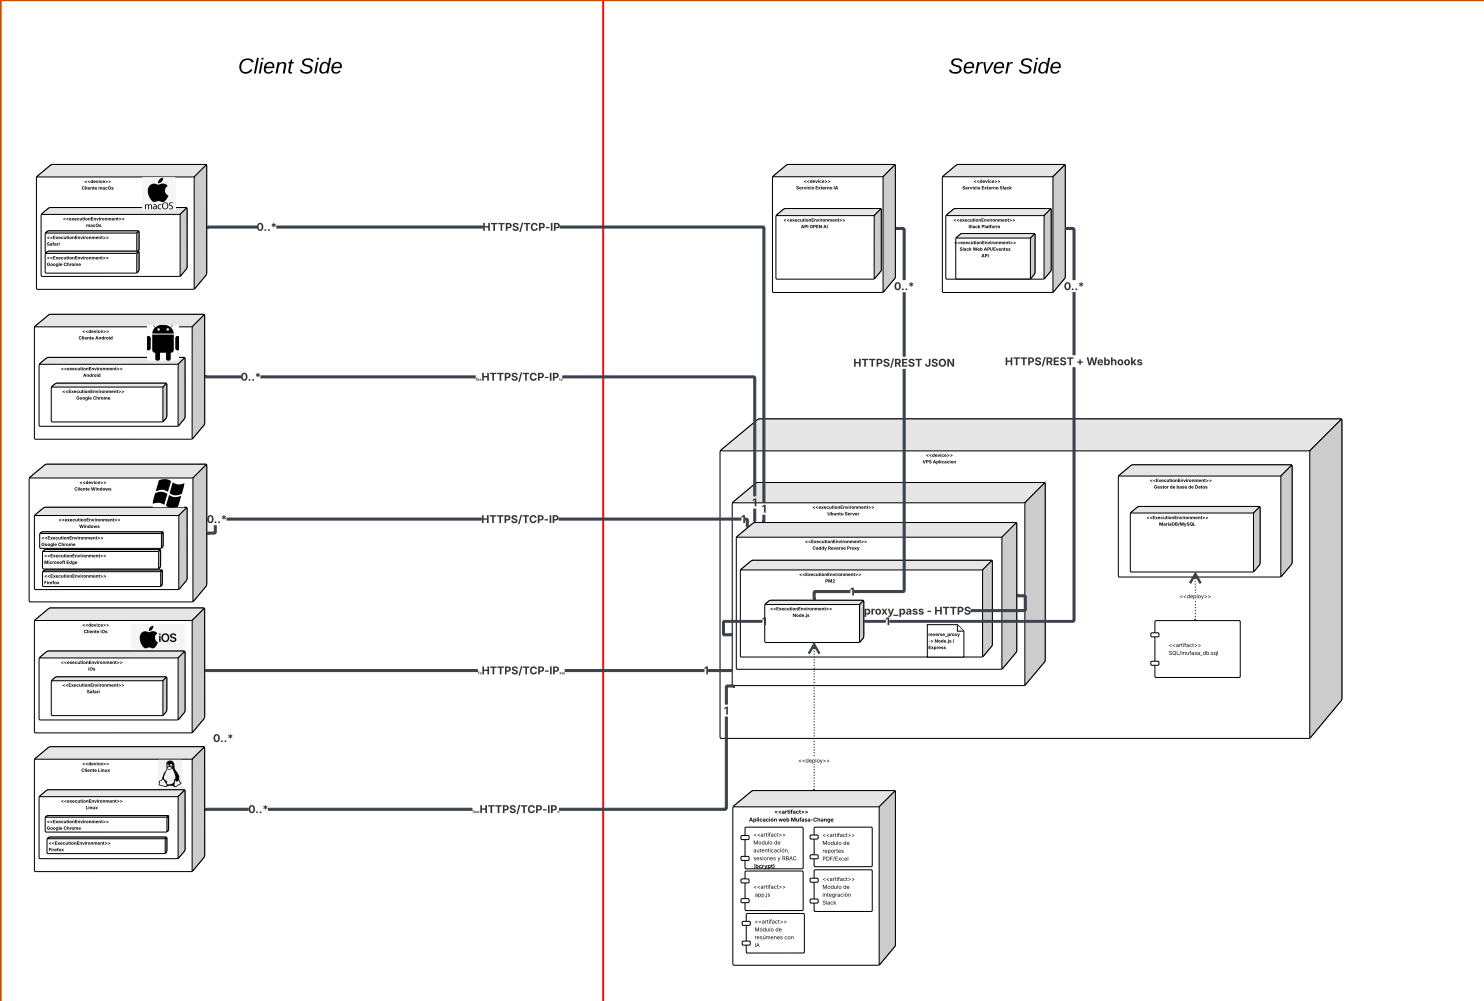 Client Side
Server Side
<<device>>
Cliente macOs
macOS
<<executionEnvironment>>
macOs
<<ExecutionEnvironment>>
Safari
<<ExecutionEnvironment>>
Google Chrome
0..*
HTTPS/TCP-IP
<<device>>
Cliente Android
<<executionEnvironment>>
Android
<<ExecutionEnvironment>>
Google Chrome
0..*
HTTPS/TCP-IP
<<device>>
Cliente Windows
<<executionEnvironment>>
Windows
<<ExecutionEnvironment>>
Google Chrome
<<ExecutionEnvironment>>
Microsoft Edge
<<ExecutionEnvironment>>
Firefox
0..*
HTTPS/TCP-IP
1
<<device>>
Cliente iOs
iOS
<<executionEnvironment>>
iOs
<<ExecutionEnvironment>>
Safari
HTTPS/TCP-IP
1
0..*
<<device>>
Cliente Linux
<<executionEnvironment>>
Linux
<<ExecutionEnvironment>>
Google Chrome
<<ExecutionEnvironment>>
Firefox
0..*
HTTPS/TCP-IP
1
<<device>>
Servicio Externo IA
<<executionEnvironment>>
API OPEN AI
0..*
HTTPS/REST JSON
<<device>>
Servicio Externo Slack
<<executionEnvironment>>
Slack Platform
<<ExecutionEnvironment>>
Slack Web API/Eventos
API
0..*
HTTPS/REST + Webhooks
<<device>>
VPS Aplicacion
1
1
<<executionEnvironment>>
Ubuntu Server
<<executionEnvironment>>
Caddy Reverse Proxy
<<ExecutionEnvironment>>
PM2
1
<<ExecutionEnvironment>>
Node.js
1
proxy_pass - HTTPS
1
reverse_proxy
-> Node.js /
Express
<<ExecutionEnvironment>>
Gestor de base de Datos
<<ExecutionEnvironment>>
MariaDB/MySQL
<<deploy>>
<<artifact>>
SQL/mufasa_db.sql
<<deploy>>
<<artifact>>
Aplicación web Mufasa-Change
<<artifact>>
Modulo de
autenticación,
sesiones y RBAC
(bcrypt)
<<artifact>>
Modulo de
reportes
PDF/Excel
<<artifact>>
app.js
<<artifact>>
Modulo de
integración
Slack
<<artifact>>
Módulo de
resúmenes con
IA